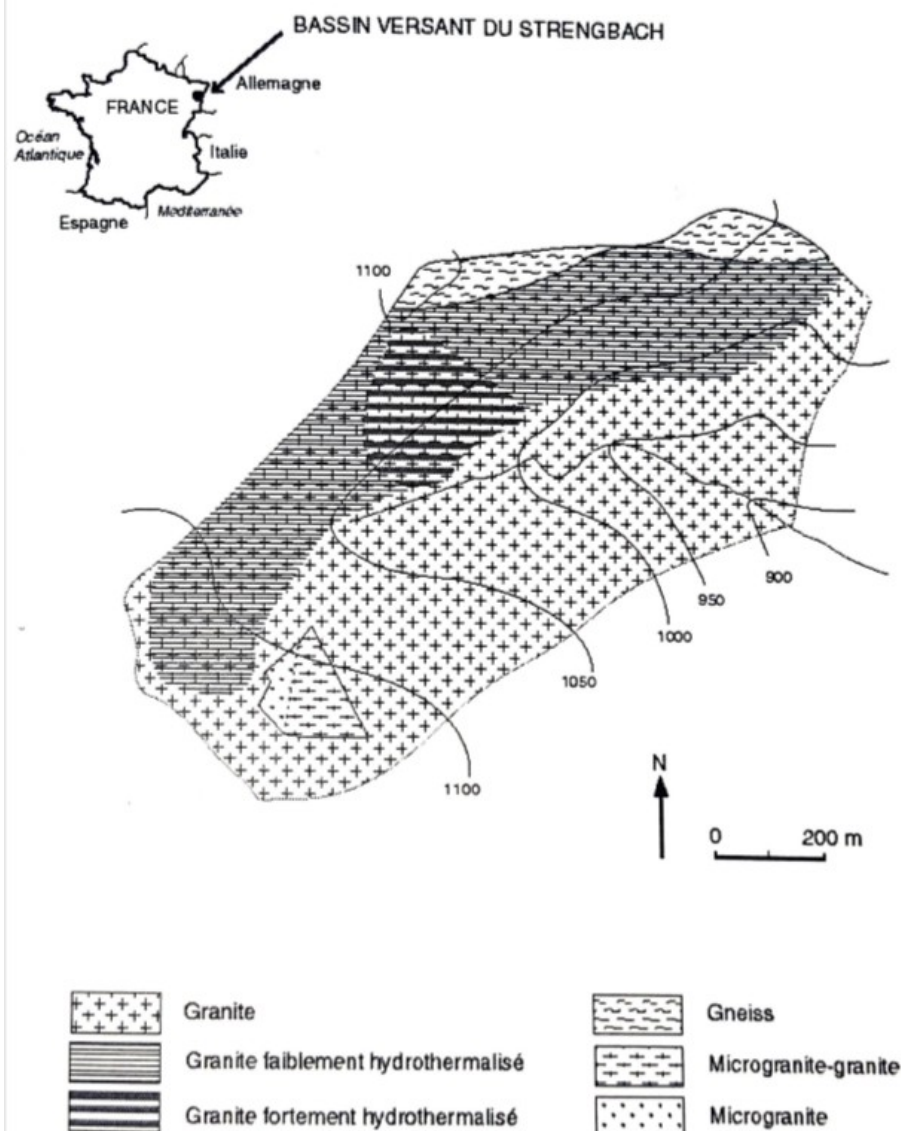 BASSIN VERSANT DU STRENGBACH
Allemagne
FRANCE
Océan
Atlantique
Italie
Espagne
Mediterranée
1100
900
950
1000
1050
1100
N
0 200 m
Granite
Granite faiblement hydrothermalisé
Granite fortement hydrothermalisé
Gneiss
Microgranite-granite
Microgranite